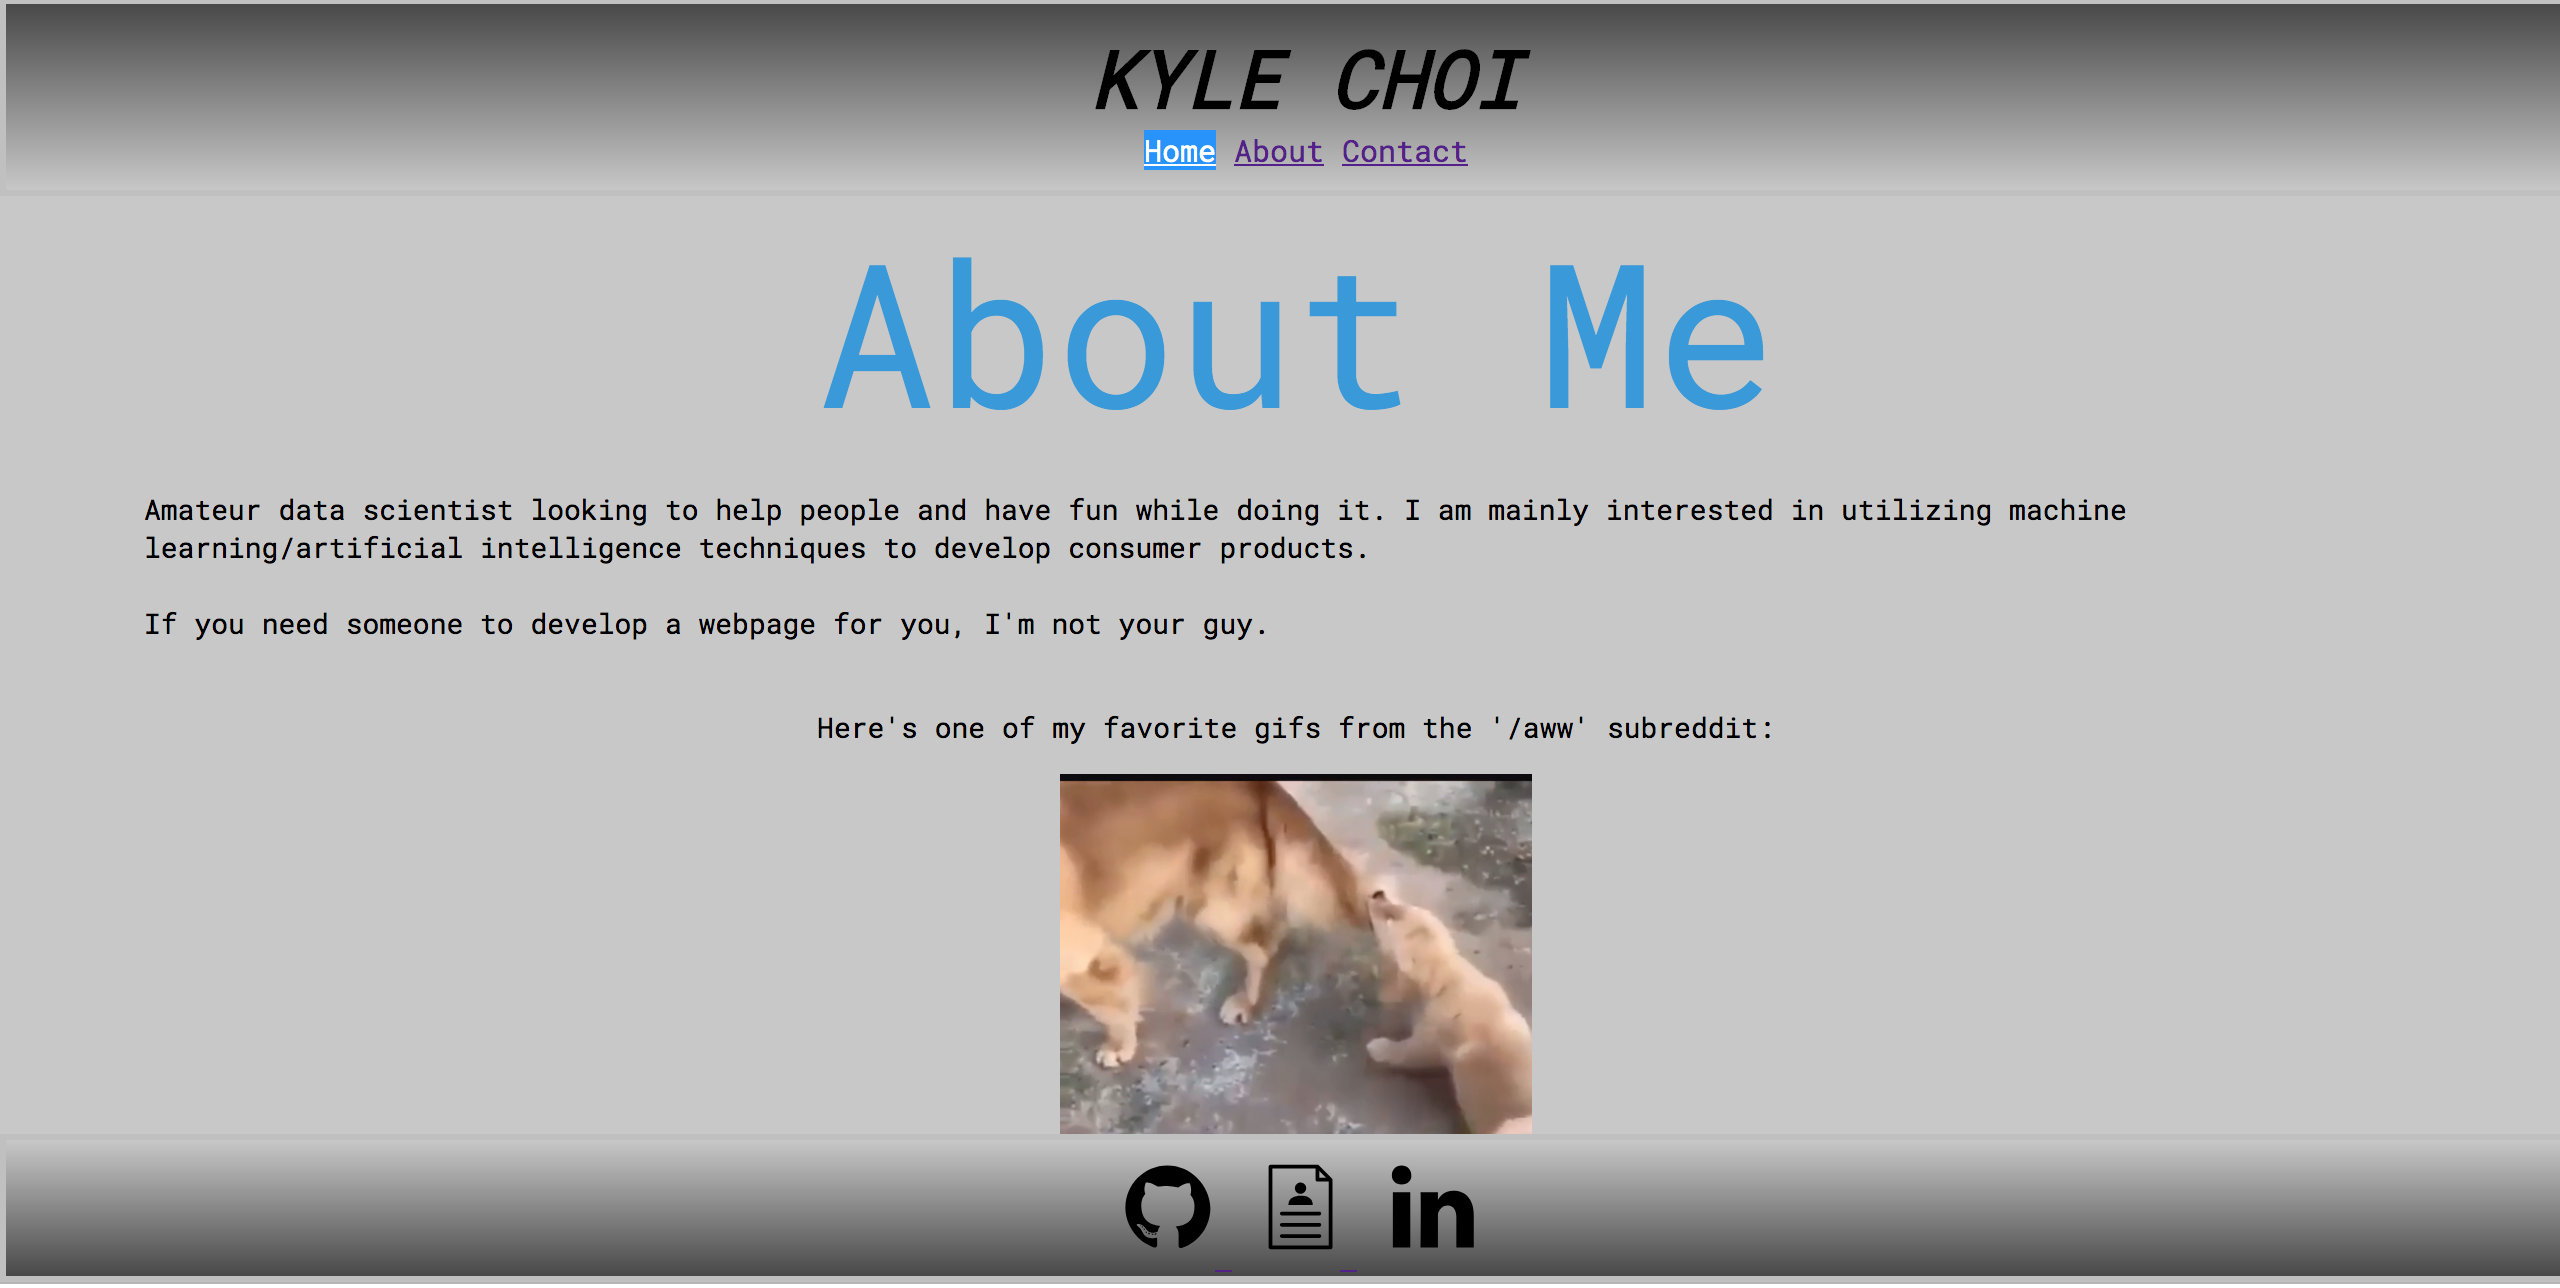 KYLE CHOI
Home About Contact
About Me
Amateur data scientist looking to help people and have fun while doing it. I am mainly interested in utilizing machine
learning/artificial intelligence techniques to develop consumer products.
If you need someone to develop a webpage for you, I'm not your guy.
Here's one of my favorite gifs from the '/aww' subreddit:
in